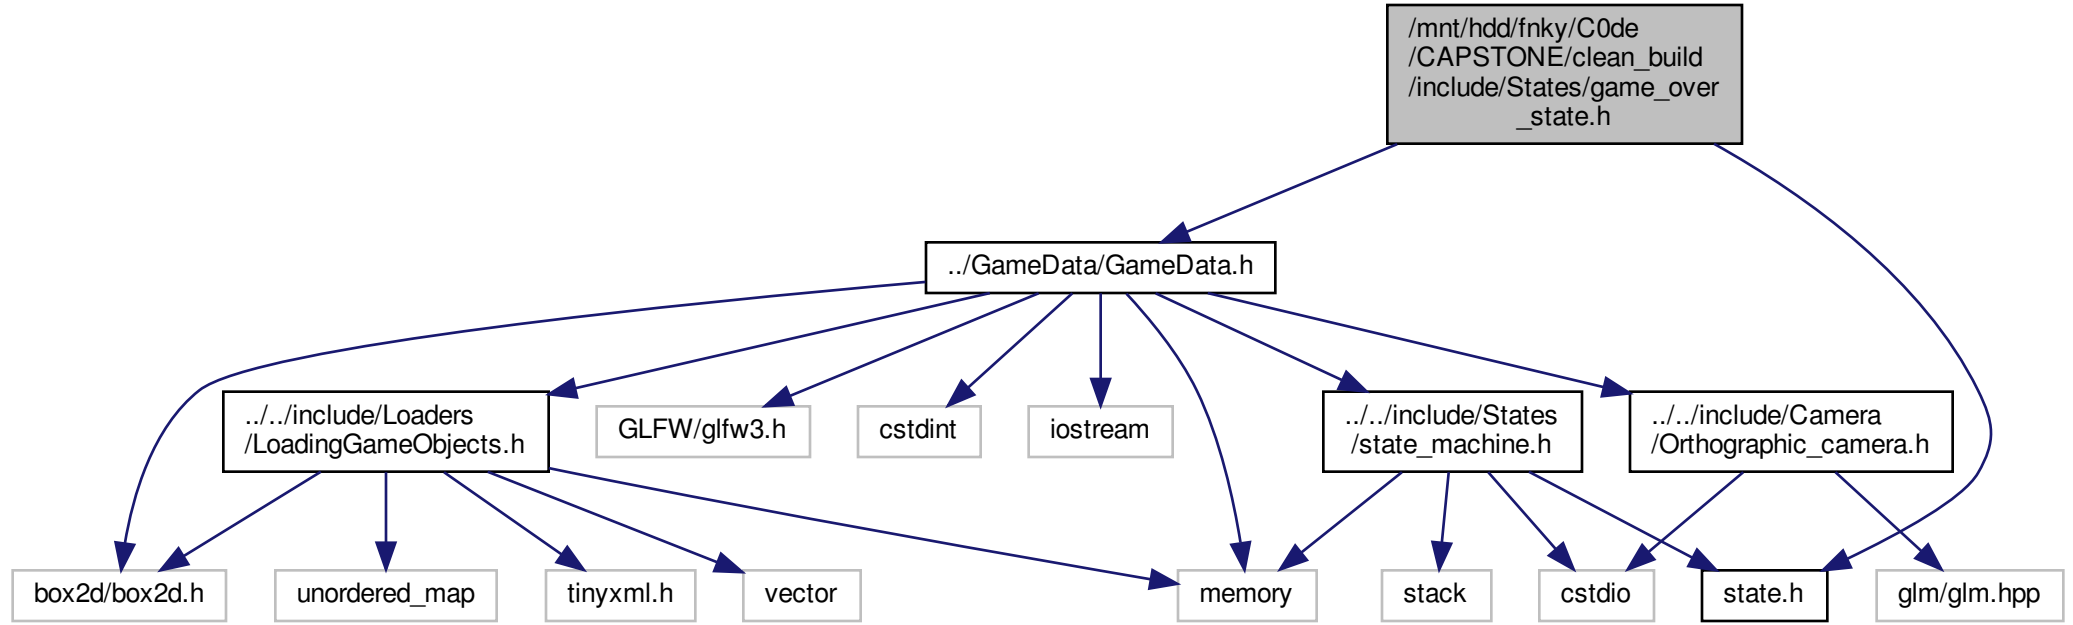 /mnt/hdd/fnky/C0de
/CAPSTONE/clean_build
/include/States/game_over
_state.h
../GameData/GameData.h
../../include/Loaders
/LoadingGameObjects.h
GLFW/glfw3.h
cstdint
iostream
../../include/States
/state_machine.h
../../include/Camera
/Orthographic_camera.h
box2d/box2d.h
unordered_map
tinyxml.h
vector
memory
stack
cstdio
state.h
glm/glm.hpp